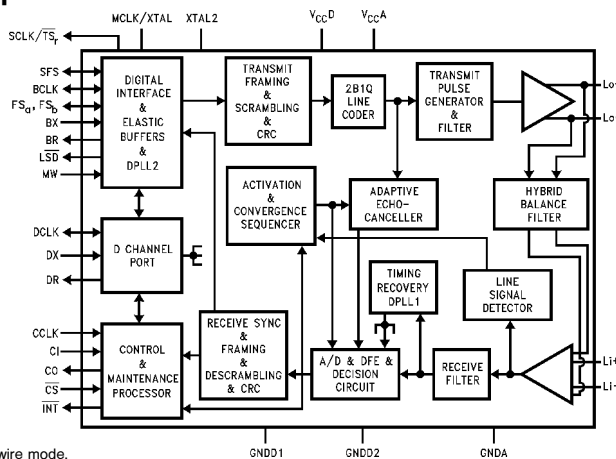 MCLK/XTAL XTAL2 VCCD VCCA
SCLK/TSr
SFS
BCLK
FSa, FSb
BX
BR
LSD
MW
DIGITAL
INTERFACE
&
ELASTIC
BUFFERS
&
DPLL2
TRANSMIT
FRAMING
&
SCRAMBLING
&
CRC
2B1Q
LINE
CODER
TRANSMIT
PULSE
GENERATOR
&
FILTER
Lo
Lo
ACTIVATION
&
CONVERGENCE
SEQUENCER
ADAPTIVE
ECHO-
CANCELLER
HYBRID
BALANCE
FILTER
DCLK
DX
DR
D CHANNEL
PORT
TIMING
RECOVERY
DPLL1
LINE
SIGNAL
DETECTOR
CCLK
CI
CO
CS
INT
CONTROL
&
MAINTENANCE
PROCESSOR
RECEIVE SYNC
&
FRAMING
&
DESCRAMBLING
& CRC
A/D & DFE &
DECISION
CIRCUIT
RECEIVE
FILTER
Li+
Li-
GNDD1 GNDD2 GNDA
wire mode.